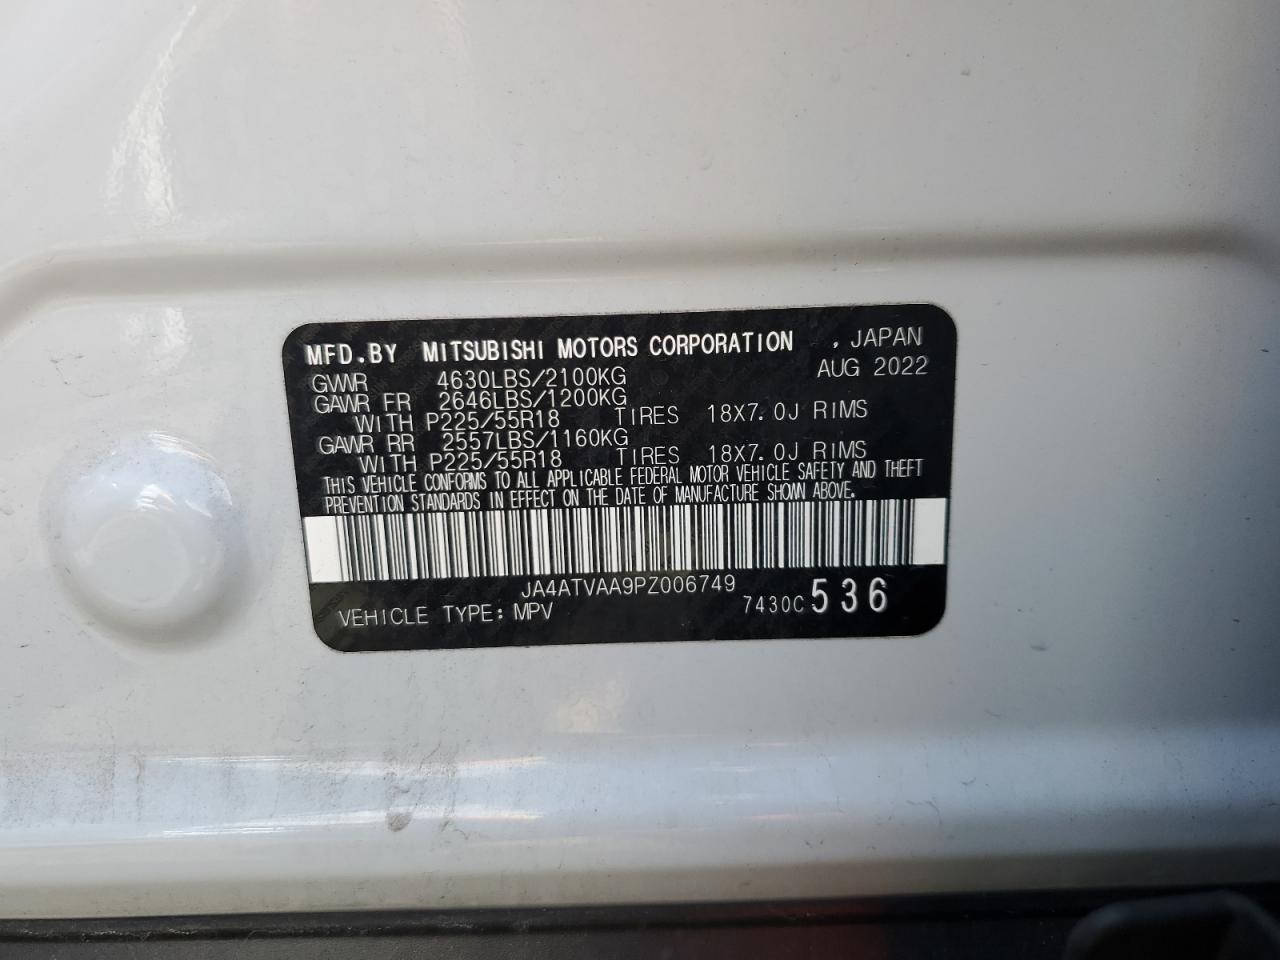 MFD.BY MITSUBISHI MOTORS CORPORATION , JAPAN
AUG 2022
GVWR 4630LBS/2100KG
GAWR FR 2646LBS/1200KG
WITH P225/55R18 TIRES 18X7.0J RIMS
GAWR RR 2557LBS/1160KG
WITH P225/55R18 TIRES 18X7.0J RIMS
THIS VEHICLE CONFORMS TO ALL APPLICABLE FEDERAL MOTOR VEHICLE SAFETY AND THEFT
PREVENTION STANDARDS IN EFFECT ON THE DATE OF MANUFACTURE SHOWN ABOVE.
JA4ATVAA9PZ006749
VEHICLE TYPE: MPV 7430C 536